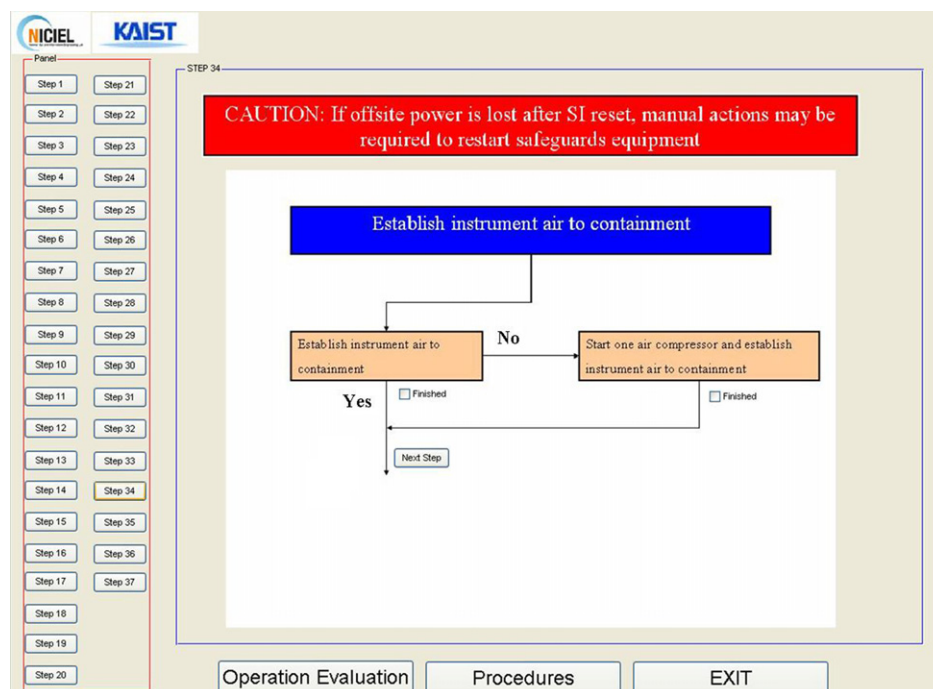 NICIEL
KAIST
Panel
Step 1
Step 2
Step 3
Step 4
Step 5
Step 6
Step 7
Step 8
Step 9
Step 10
Step 11
Step 12
Step 13
Step 14
Step 15
Step 16
Step 17
Step 18
Step 19
Step 20
Step 21
Step 22
Step 23
Step 24
Step 25
Step 26
Step 27
Step 28
Step 29
Step 30
Step 31
Step 32
Step 33
Step 34
Step 35
Step 36
Step 37
STEP 34
CAUTION: If offsite power is lost after SI reset, manual actions may be
required to restart safeguards equipment
Establish instrument air to containment
Establish instrument air to
containment
No
Start one air compressor and establish
instrument air to containment
Yes
Finished
Finished
Next Step
Operation Evaluation
Procedures
EXIT